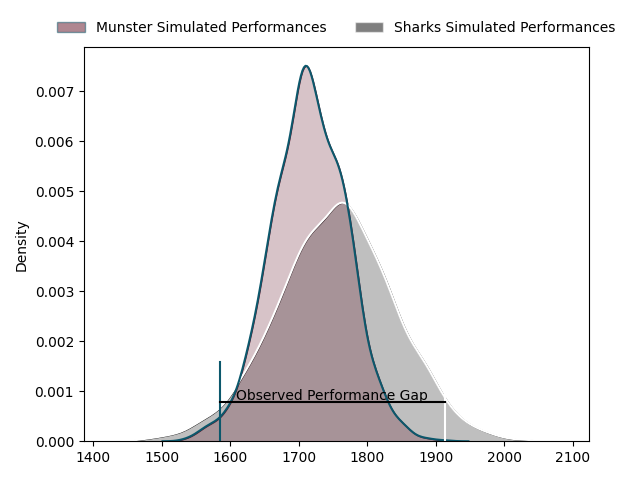 Munster Simulated Performances Sharks Simulated Performances
0.007
0.006
0.005
0.004
0.003
0.002
0.001
0.000
Density
Observed Performance Gap
1400 1500 1600 1700 1800 1900 2000 2100